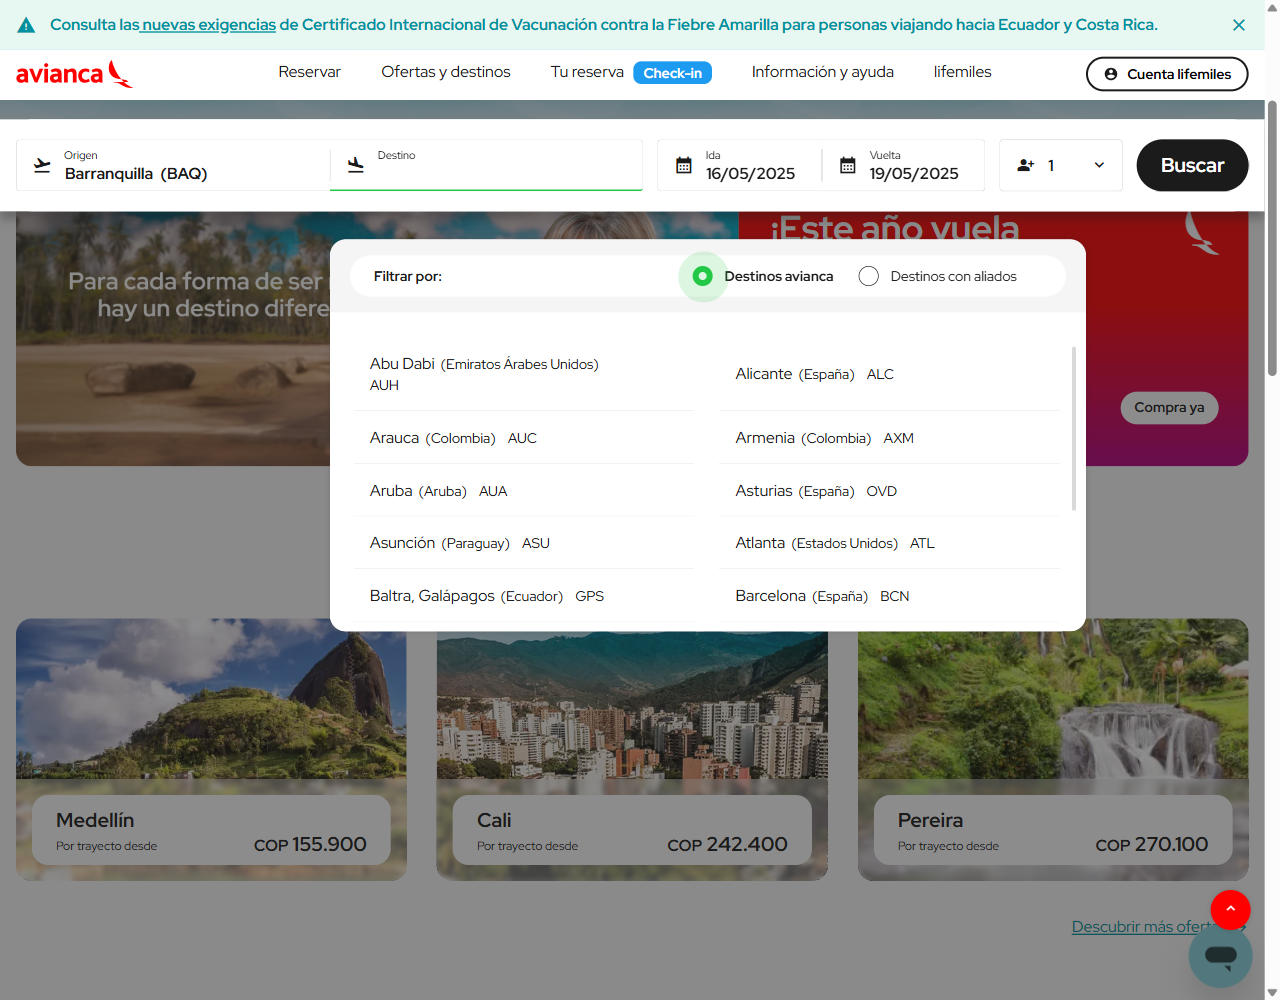 Consulta las nuevas exigencias de Certificado Internacional de Vacunación contra la Fiebre Amarilla para personas viajando hacia Ecuador y Costa Rica.
avianca
Reservar
Ofertas y destinos
Tu reserva
Check-in
Información y ayuda
lifemiles
Cuenta lifemiles
Origen
Barranquilla (BAQ)
Destino
Ida
16/05/2025
Vuelta
19/05/2025
1
Buscar
Para cada forma de ser
hay un destino difere
¡Este año vuela
Compra ya
Filtrar por:
Destinos avianca
Destinos con aliados
Abu Dabi (Emiratos Árabes Unidos)
AUH
Alicante (España) ALC
Arauca (Colombia) AUC
Armenia (Colombia) AXM
Aruba (Aruba) AUA
Asturias (España) OVD
Asunción (Paraguay) ASU
Atlanta (Estados Unidos) ATL
Baltra, Galápagos (Ecuador) GPS
Barcelona (España) BCN
Medellín
Por trayecto desde
COP 155.900
Cali
Por trayecto desde
COP 242.400
Pereira
Por trayecto desde
COP 270.100
Descubrir más ofert